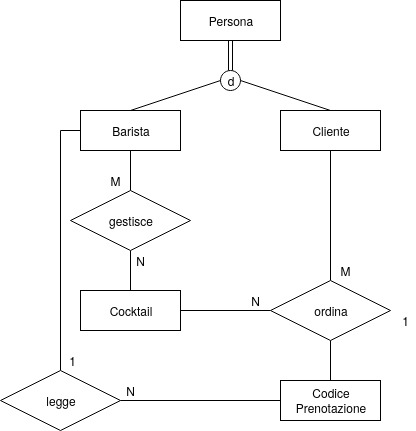 Persona
d
Barista
Cliente
M
gestisce
N
Cocktail
M
N
ordina
1
1
legge
N
Codice
Prenotazione